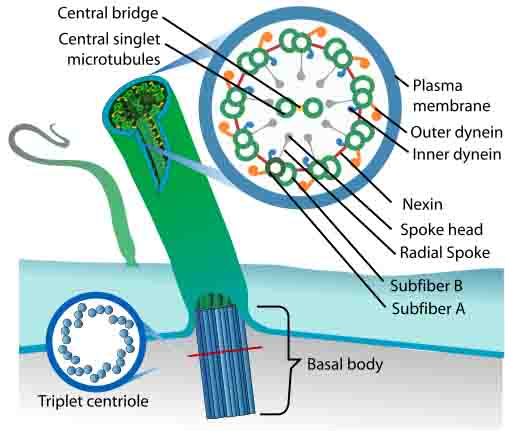 Central bridge
Central singlet
microtubules
Plasma
membrane
Outer dynein
Inner dynein
Nexin
Spoke head
Radial Spoke
Subfiber B
Subfiber A
Basal body
Triplet centriole